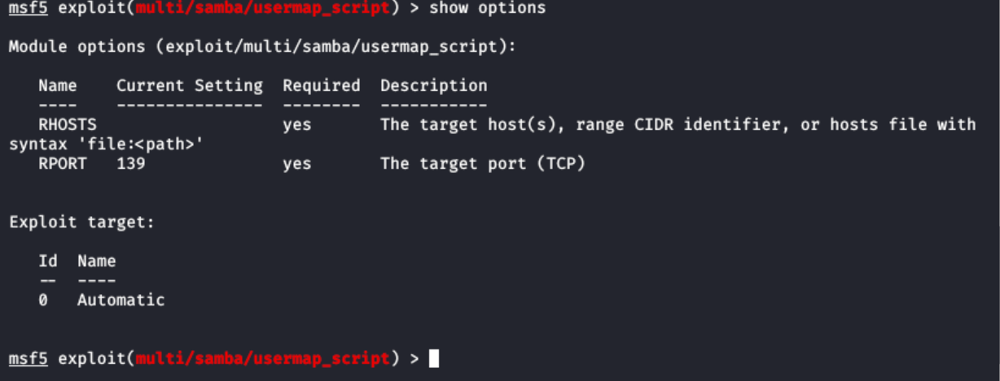 msf5 exploit(multi/samba/usermap_script) > show options
Module options (exploit/multi/samba/usermap_script):
Name Current Setting Required Description
---- --------------- -------- -----------
RHOSTS yes The target host(s), range CIDR identifier, or hosts file with
syntax 'file:<path>'
RPORT 139 yes The target port (TCP)
Exploit target:
Id Name
-- ----
0 Automatic
msf5 exploit(multi/samba/usermap_script) >